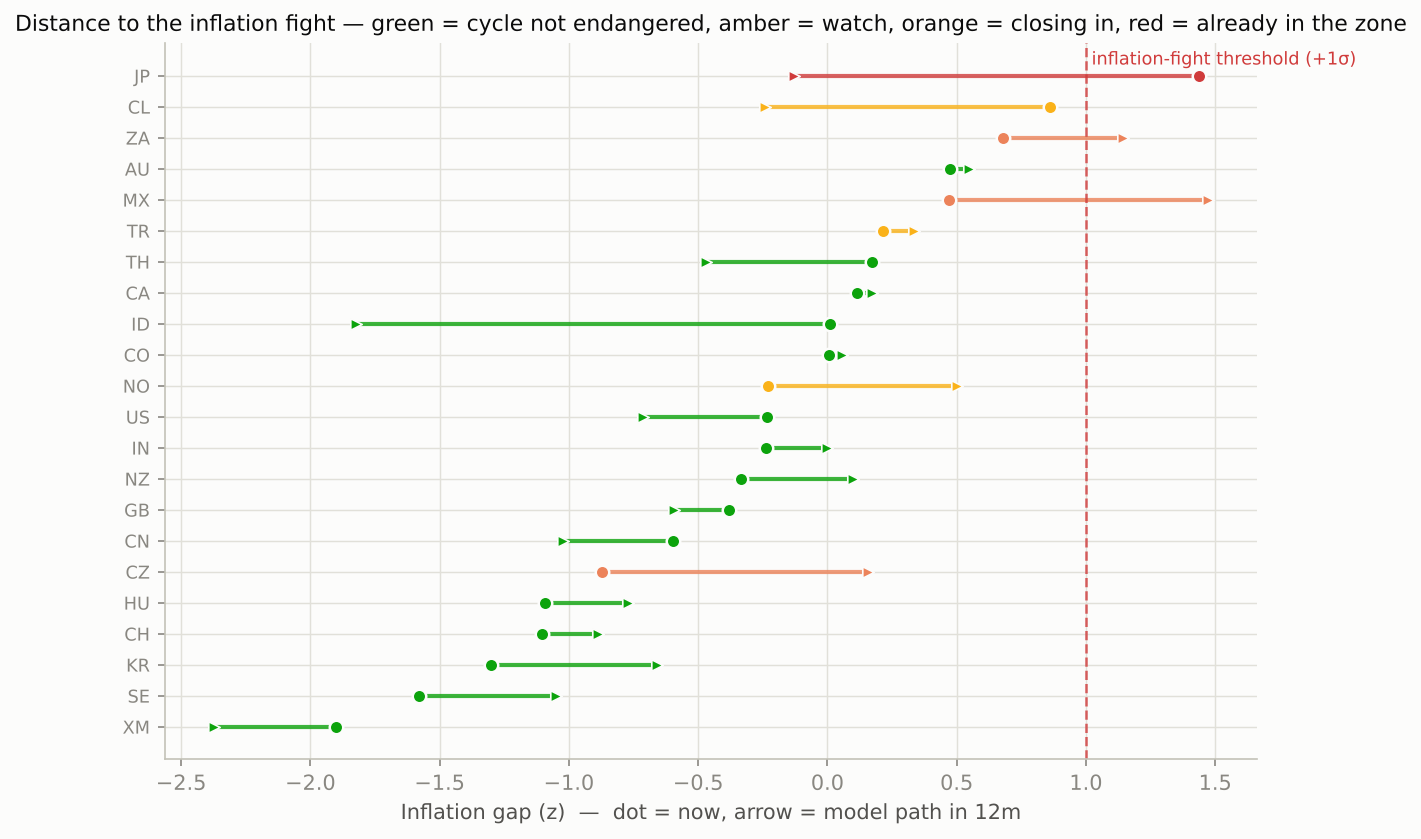 Distance to the inflation fight — green = cycle not endangered, amber = watch, orange = closing in, red = already in the zone
inflation-fight threshold (+1σ)
JP
CL
ZA
AU
MX
TR
TH
CA
ID
CO
NO
US
IN
NZ
GB
CN
CZ
HU
CH
KR
SE
XM
−2.5 −2.0 −1.5 −1.0 −0.5 0.0 0.5 1.0 1.5
Inflation gap (z) — dot = now, arrow = model path in 12m